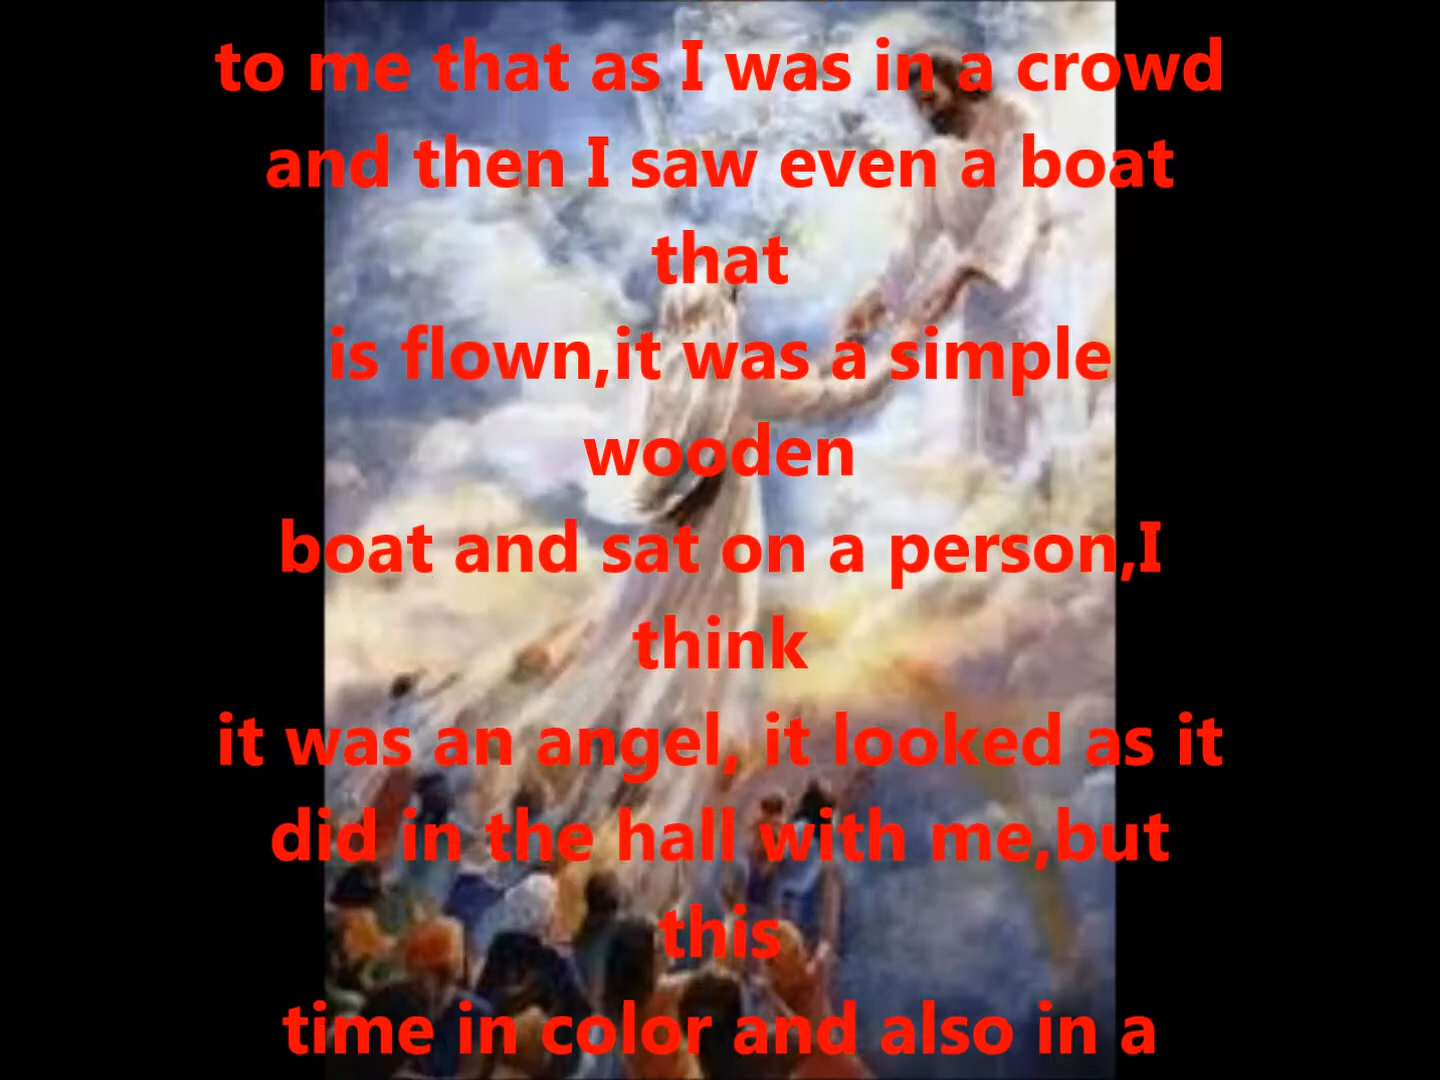 to me that as I was in a crowd
and then I saw even a boat
that
is flown,it was a simple
wooden
boat and sat on a person,I
think
it was an angel, it looked as it
did in the hall with me,but
this
time in color and also in a